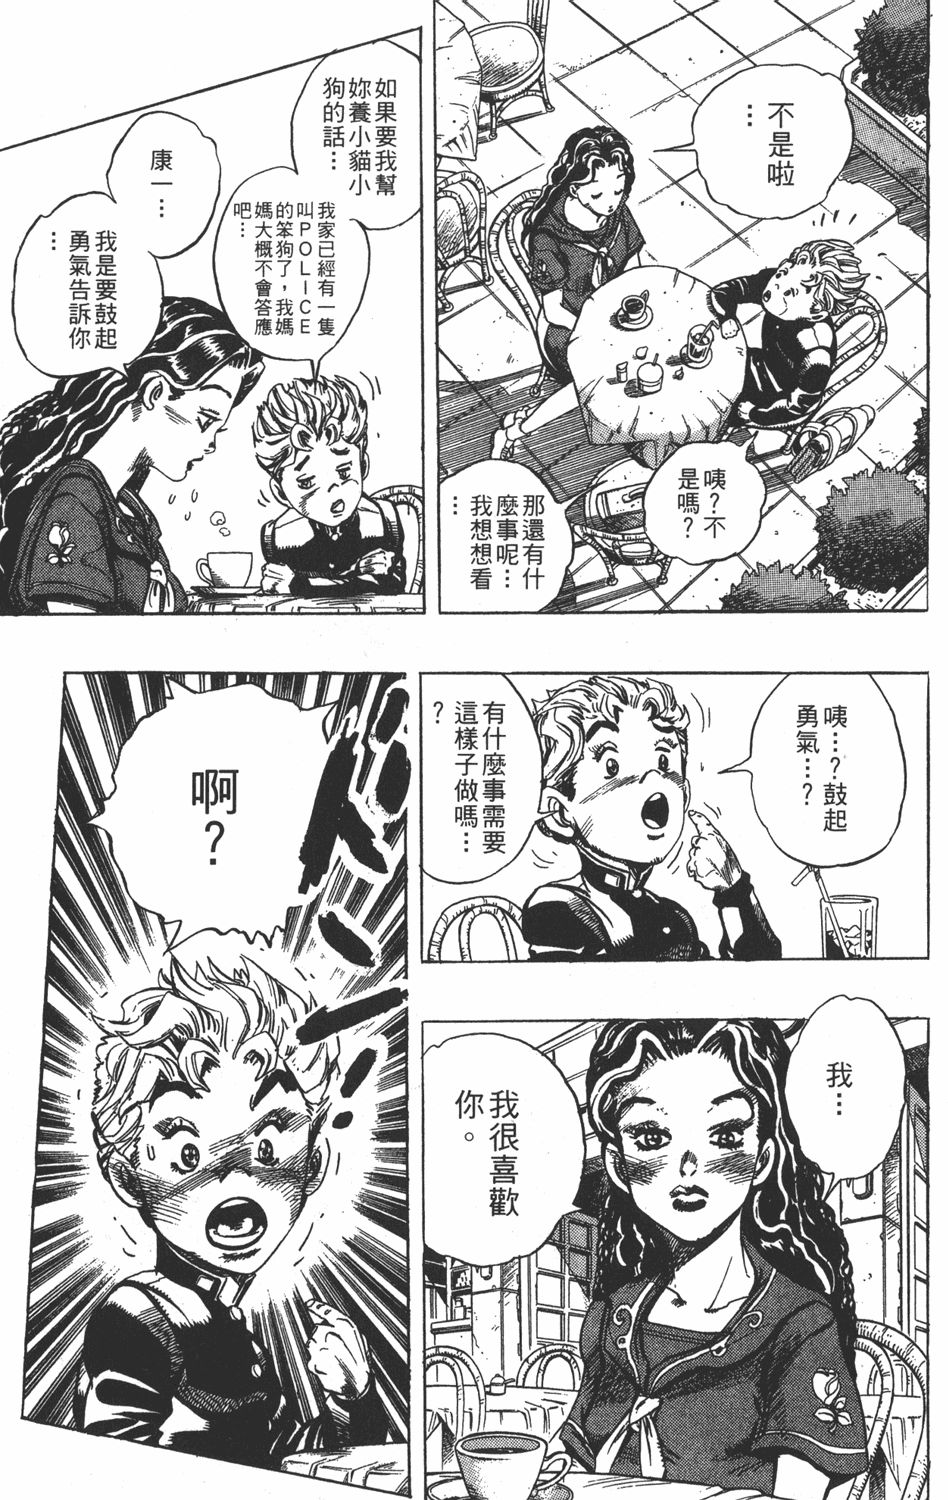 不是啦
…
咦？不
是嗎？
那還有什
麼事呢…
我想想看
…
如果要我幫
妳養小貓小
狗的話…
我家已經有一隻
叫POLICE
的笨狗了，我媽
媽大概不會答應
吧…
康一…
我是要鼓起
勇氣告訴你
…
咦…？鼓起
勇氣…？
有什麼事需要
這樣子做嗎…
？
我…
我很喜歡
你。
啊？